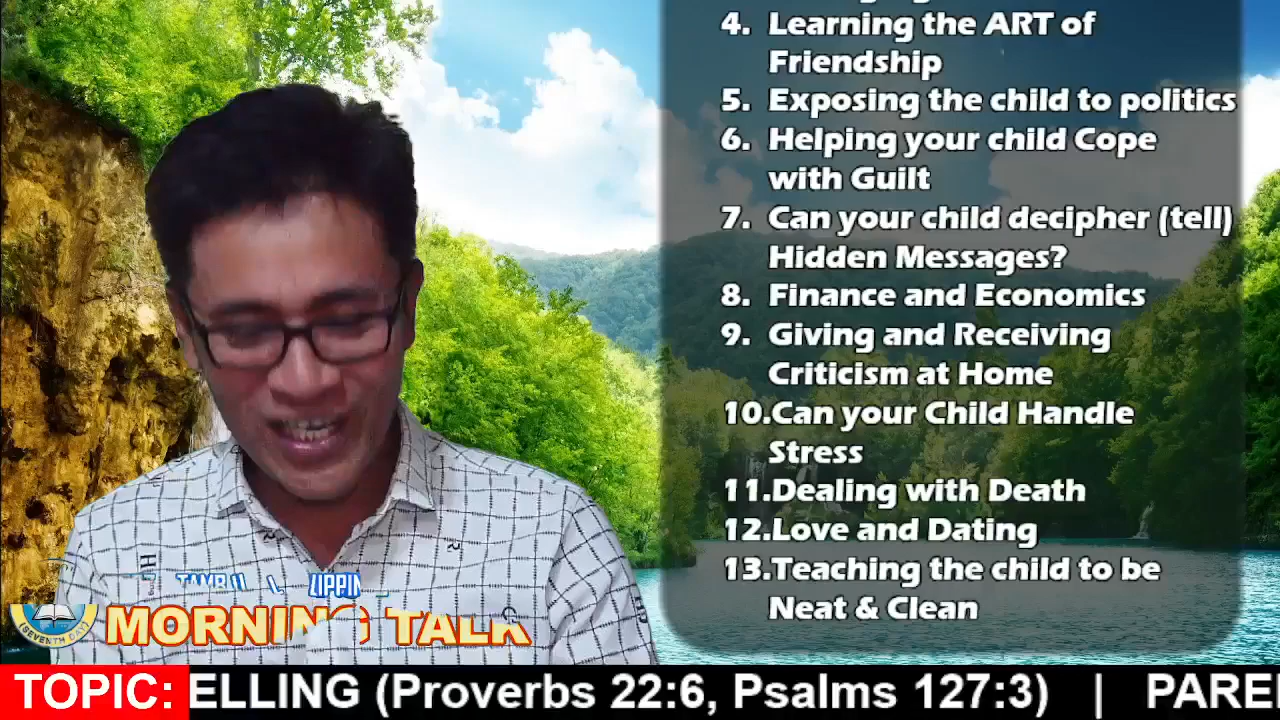 4. Learning the ART of
Friendship
5. Exposing the child to politics
6. Helping your child Cope
with Guilt
7. Can your child decipher (tell)
Hidden Messages?
8. Finance and Economics
9. Giving and Receiving
Criticism at Home
10.Can your Child Handle
Stress
11.Dealing with Death
12.Love and Dating
13.Teaching the child to be
Neat & Clean
(SEVENTH DAY)
MORNING TALK
TOPIC: ELLING (Proverbs 22:6, Psalms 127:3) | PARE